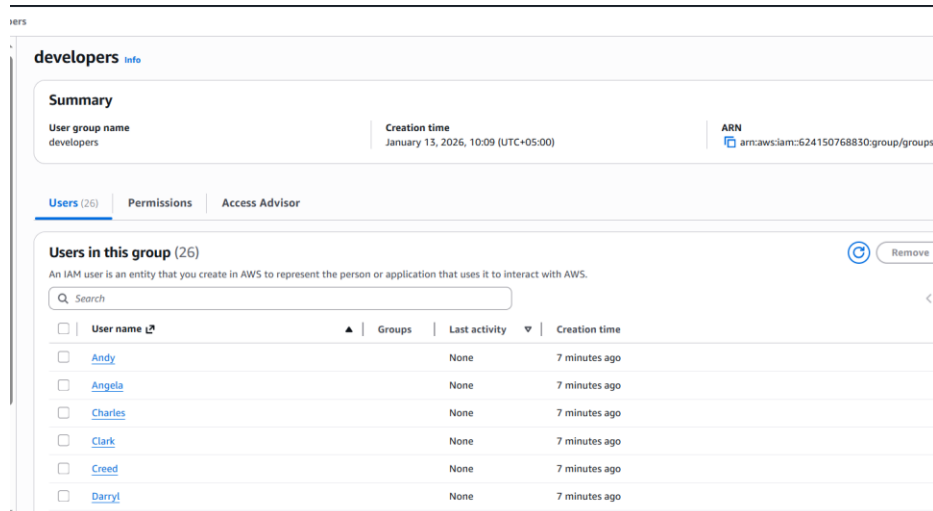 developers Info
Summary
User group name
developers
Creation time
January 13, 2026, 10:09 (UTC+05:00)
ARN
arn:aws:iam::624150768830:group/groups
Users (26) Permissions Access Advisor
Users in this group (26)
Remove
An IAM user is an entity that you create in AWS to represent the person or application that uses it to interact with AWS.
Search
User name Groups Last activity Creation time
Andy None 7 minutes ago
Angela None 7 minutes ago
Charles None 7 minutes ago
Clark None 7 minutes ago
Creed None 7 minutes ago
Darryl None 7 minutes ago